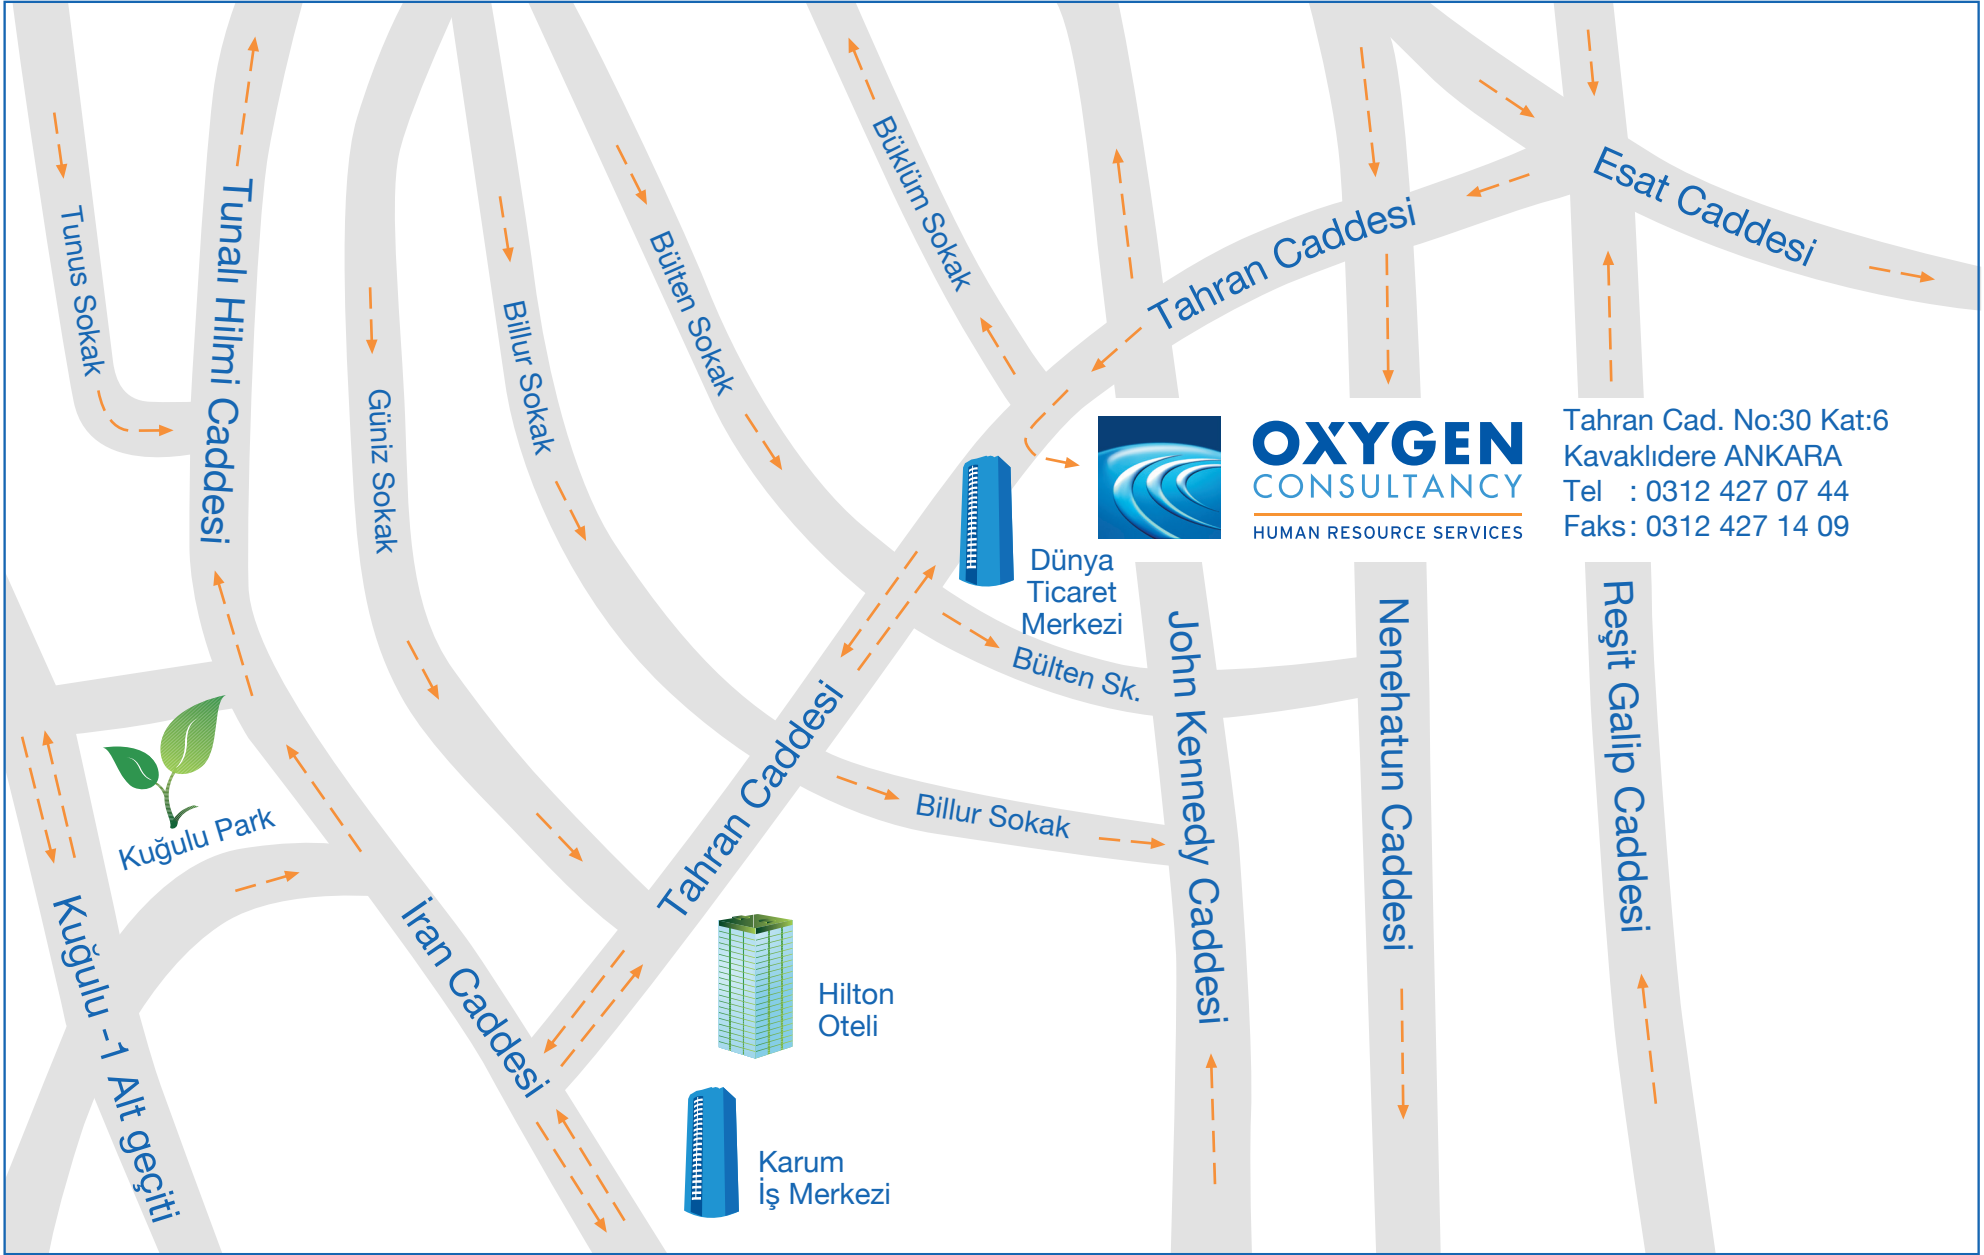 Tunus Sokak
Tunalı Hilmi Caddesi
Güniz Sokak
Billur Sokak
Bülten Sokak
Büklüm Sokak
Tahran Caddesi
Esat Caddesi
OXYGEN
CONSULTANCY
HUMAN RESOURCE SERVICES
Tahran Cad. No:30 Kat:6
Kavaklıdere ANKARA
Tel : 0312 427 07 44
Faks: 0312 427 14 09
Dünya
Ticaret
Merkezi
Bülten Sk.
John Kennedy Caddesi
Nenehatun Caddesi
Reşit Galip Caddesi
Tahran Caddesi
Billur Sokak
Kuğulu Park
Kuğulu -1 Alt geçiti
İran Caddesi
Hilton
Oteli
Karum
İş Merkezi